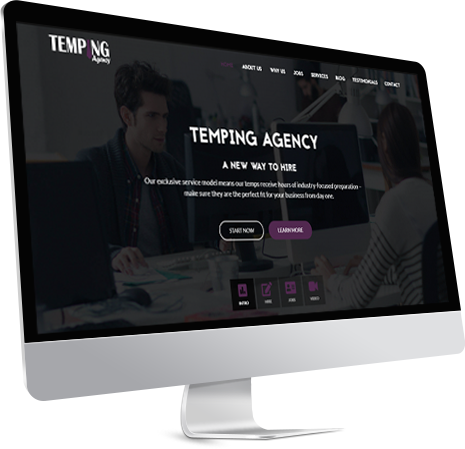 TEMPING
Agency
HOME ABOUT US WHY US JOBS SERVICES BLOG TESTIMONIALS CONTACT
TEMPING AGENCY
A NEW WAY TO HIRE
Our exclusive service model means our temps receive hours of industry-focused preparation -
make sure they are the perfect fit for your business from day one.
START NOW LEARN MORE
INTRO HIRE JOBS VIDEO